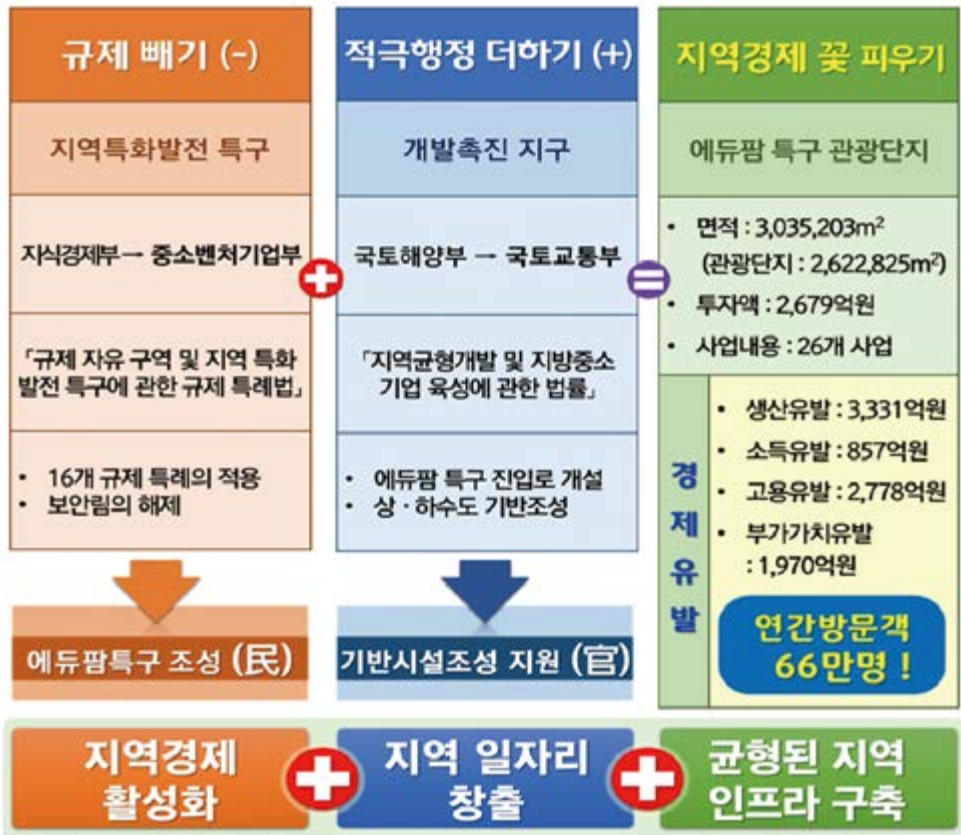 규제 빼기 (-)
지역특화발전 특구
지식경제부 → 중소벤처기업부
「규제 자유 구역 및 지역 특화
발전 특구에 관한 규제 특례법」
• 16개 규제 특례의 적용
• 보안림의 해제
에듀팜특구 조성 (民)
적극행정 더하기 (+)
개발촉진 지구
국토해양부 → 국토교통부
「지역균형개발 및 지방중소
기업 육성에 관한 법률」
• 에듀팜 특구 진입로 개설
• 상·하수도 기반조성
기반시설조성 지원 (官)
지역경제 꽃 피우기
에듀팜 특구 관광단지
• 면적 : 3,035,203m²
(관광단지 : 2,622,825m²)
• 투자액 : 2,679억원
• 사업내용 : 26개 사업
경제유발
• 생산유발 : 3,331억원
• 소득유발 : 857억원
• 고용유발 : 2,778억원
• 부가가치유발
: 1,970억원
연간방문객
66만명 !
지역경제
활성화
지역 일자리
창출
균형된 지역
인프라 구축